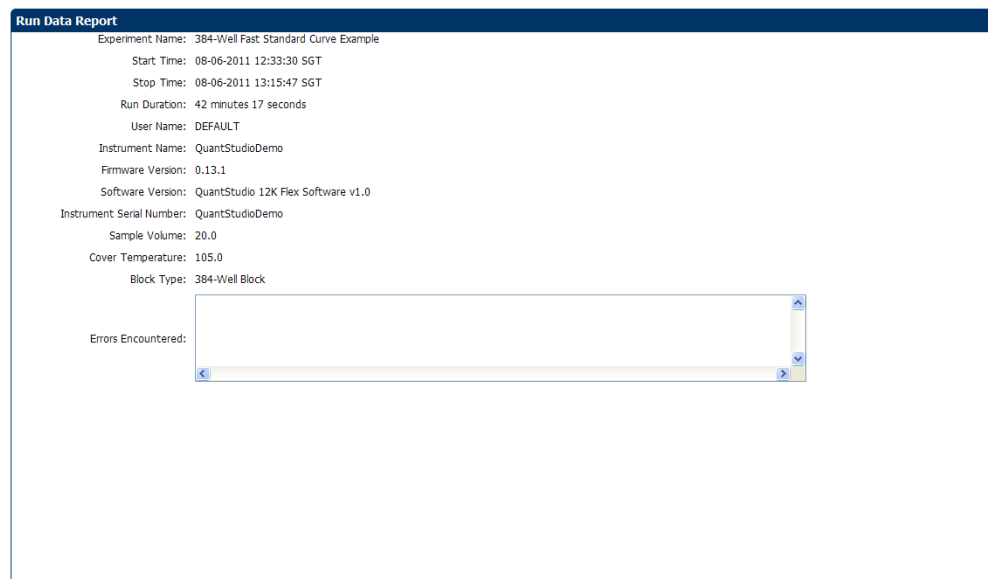 Run Data Report
Experiment Name: 384-Well Fast Standard Curve Example
Start Time: 08-06-2011 12:33:30 SGT
Stop Time: 08-06-2011 13:15:47 SGT
Run Duration: 42 minutes 17 seconds
User Name: DEFAULT
Instrument Name: QuantStudioDemo
Firmware Version: 0.13.1
Software Version: QuantStudio 12K Flex Software v1.0
Instrument Serial Number: QuantStudioDemo
Sample Volume: 20.0
Cover Temperature: 105.0
Block Type: 384-Well Block
Errors Encountered: